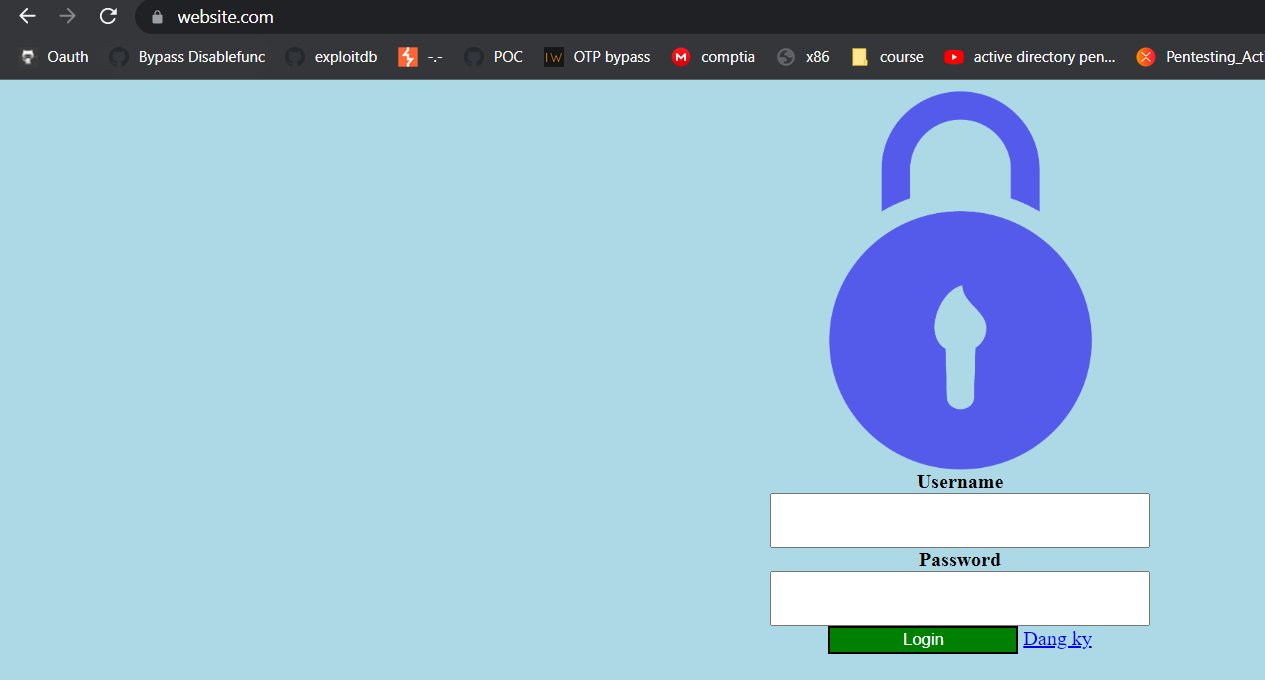 website.com
Oauth Bypass Disablefunc exploitdb -.- POC OTP bypass comptia x86 course active directory pen... Pentesting_Act
Username
Password
Login Dang ky